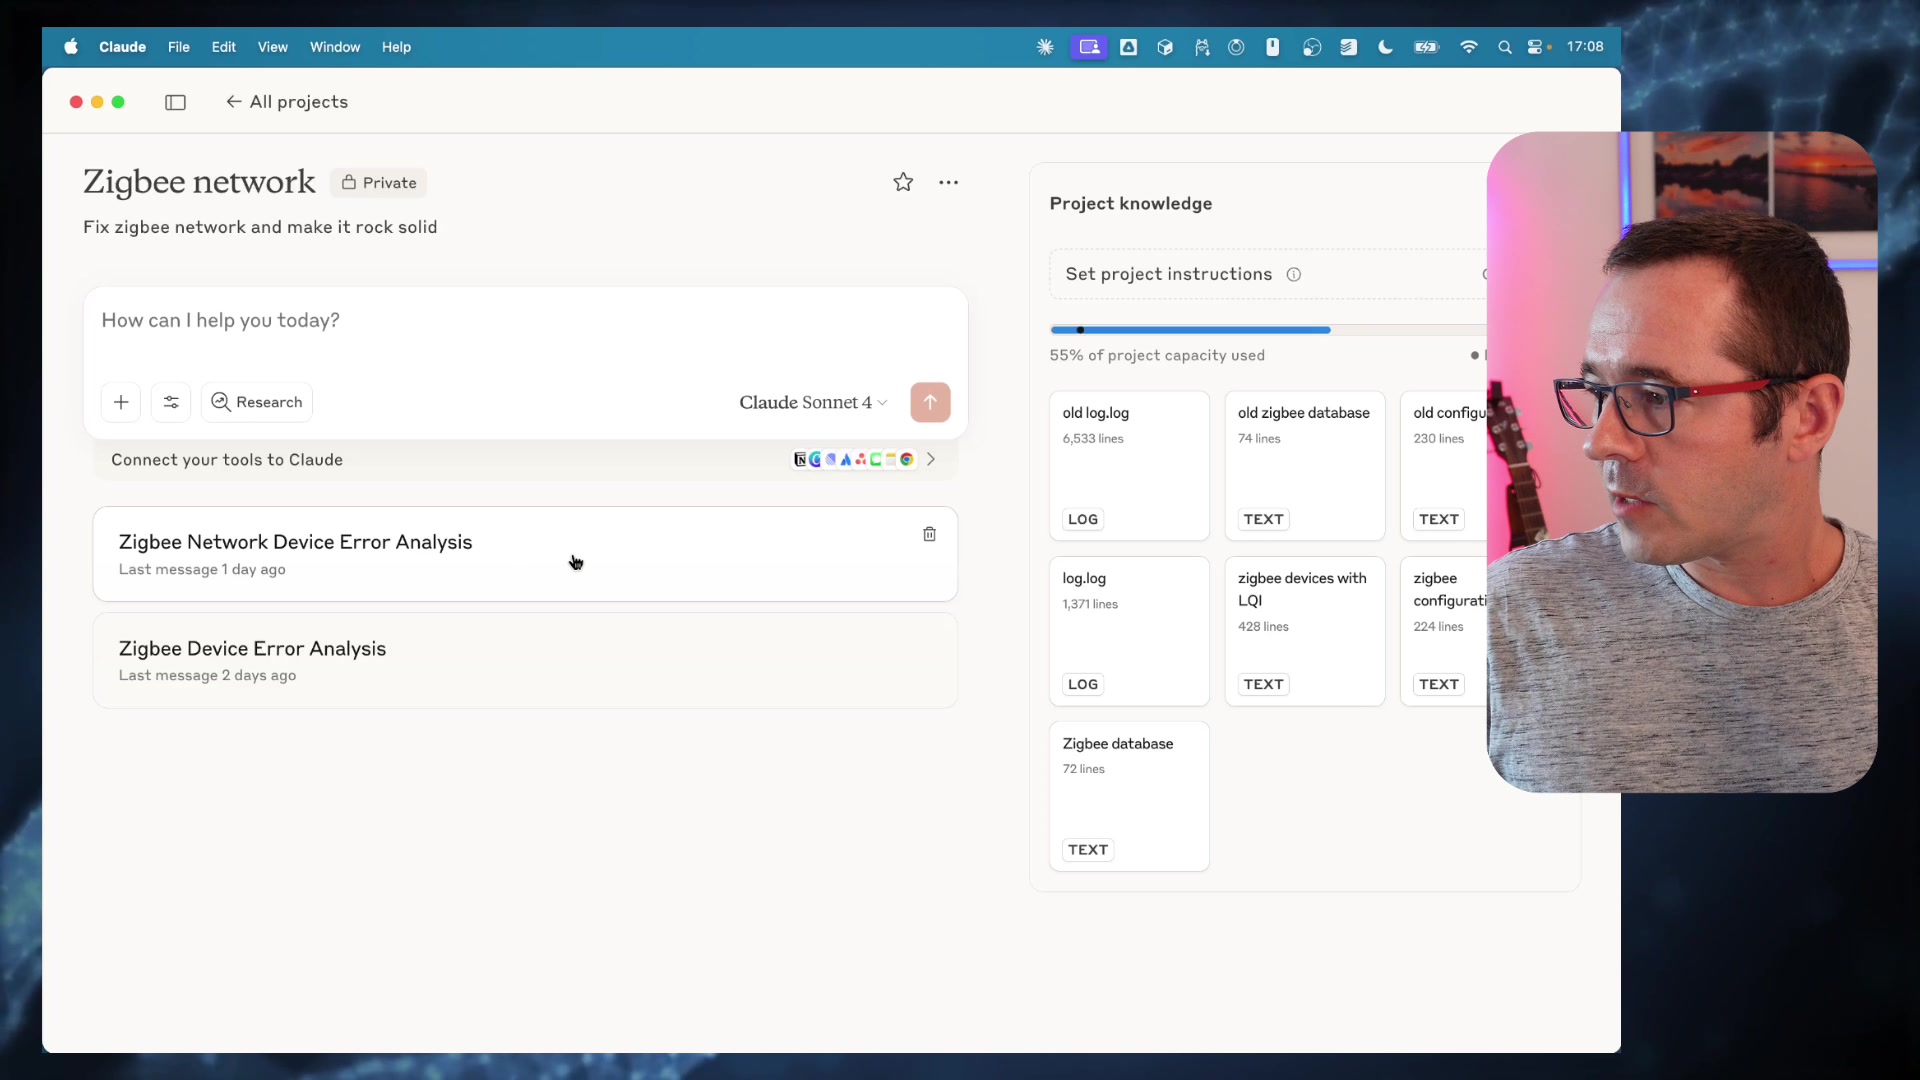 Claude File Edit View Window Help 17:08
All projects
Zigbee network Private
Fix zigbee network and make it rock solid
How can I help you today?
Research Claude Sonnet 4
Connect your tools to Claude
Zigbee Network Device Error Analysis
Last message 1 day ago
Zigbee Device Error Analysis
Last message 2 days ago
Project knowledge
Set project instructions
55% of project capacity used
old log.log
6,533 lines
LOG
old zigbee database
74 lines
TEXT
old configu
230 lines
TEXT
log.log
1,371 lines
LOG
zigbee devices with
LQI
428 lines
TEXT
zigbee
configurati
224 lines
TEXT
Zigbee database
72 lines
TEXT